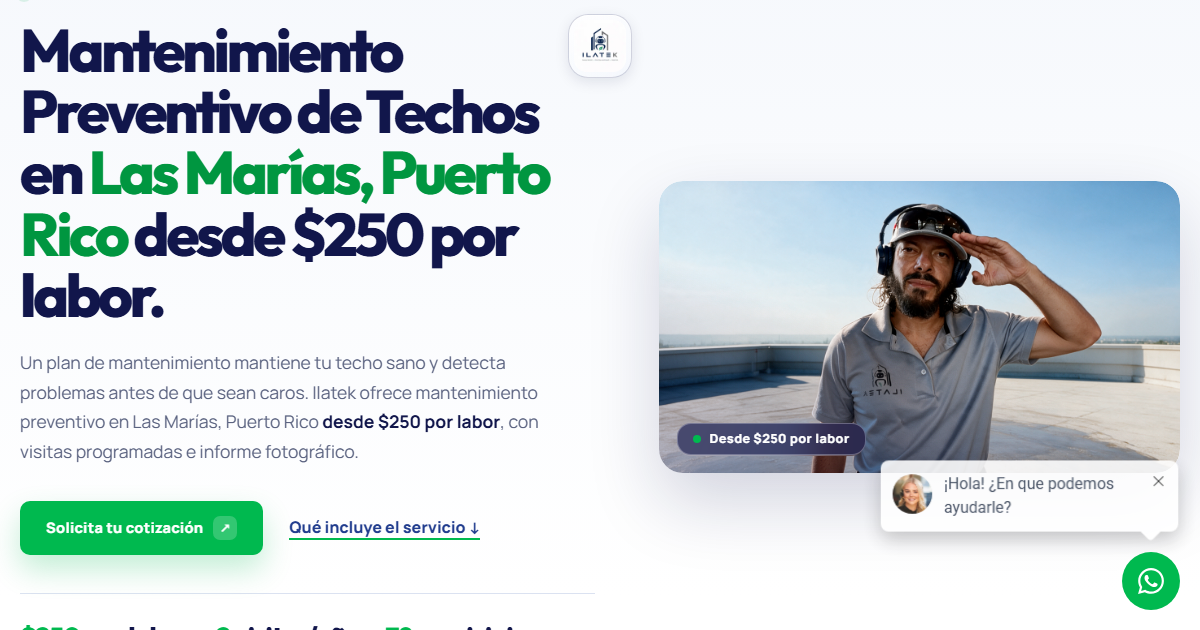 ILATEK
Mantenimiento
Preventivo de Techos
en Las Marías, Puerto
Rico desde $250 por
labor.
Un plan de mantenimiento mantiene tu techo sano y detecta
problemas antes de que sean caros. Ilatek ofrece mantenimiento
preventivo en Las Marías, Puerto Rico desde $250 por labor, con
visitas programadas e informe fotográfico.
Solicita tu cotización ↗
Qué incluye el servicio ↓
Desde $250 por labor
¡Hola! ¿En que podemos
ayudarle?